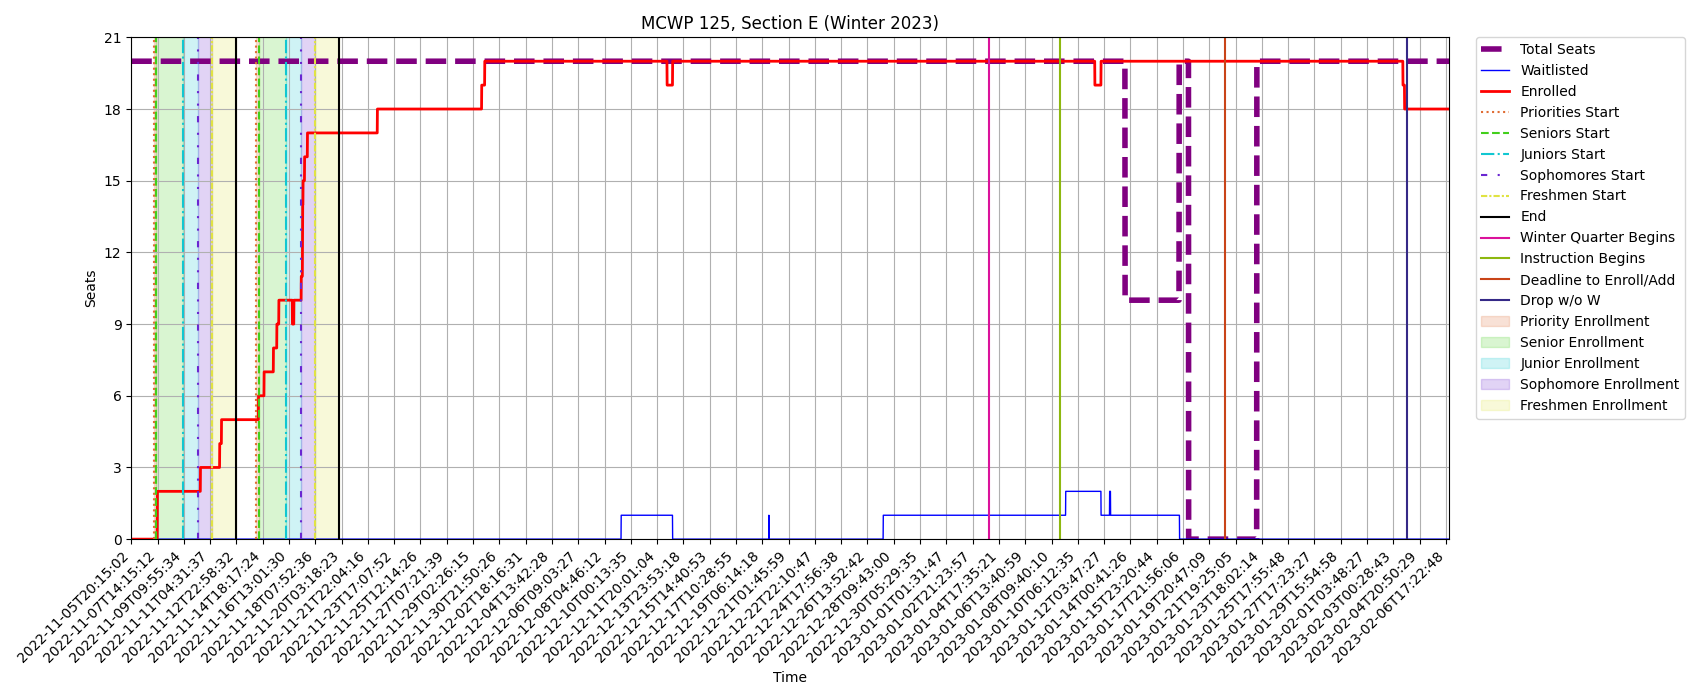 MCWP 125, Section E (Winter 2023)
21
18
15
12
9
6
3
0
Seats
2022-11-05T20:15:02
2022-11-07T14:15:12
2022-11-09T09:55:34
2022-11-11T04:31:37
2022-11-12T22:58:32
2022-11-14T18:17:24
2022-11-16T13:01:30
2022-11-18T07:52:36
2022-11-20T03:18:23
2022-11-21T22:04:16
2022-11-23T17:07:52
2022-11-25T12:14:26
2022-11-27T07:21:39
2022-11-29T02:26:15
2022-11-30T21:50:26
2022-12-02T18:16:31
2022-12-04T13:42:28
2022-12-06T09:03:27
2022-12-08T04:46:12
2022-12-10T00:13:35
2022-12-11T20:01:04
2022-12-13T23:53:18
2022-12-15T14:40:53
2022-12-17T10:28:55
2022-12-19T06:14:18
2022-12-21T01:45:59
2022-12-22T22:10:47
2022-12-24T17:56:38
2022-12-26T13:52:42
2022-12-28T09:43:00
2022-12-30T05:29:35
2023-01-01T01:31:47
2023-01-02T21:23:57
2023-01-04T17:35:21
2023-01-06T13:40:59
2023-01-08T09:40:10
2023-01-10T06:12:35
2023-01-12T03:47:27
2023-01-14T00:41:26
2023-01-15T23:20:44
2023-01-17T21:56:06
2023-01-19T20:47:09
2023-01-21T19:25:05
2023-01-23T18:02:14
2023-01-25T17:55:48
2023-01-27T17:23:27
2023-01-29T15:54:58
2023-02-01T03:48:27
2023-02-03T00:28:43
2023-02-04T20:50:29
2023-02-06T17:22:48
Time
Total Seats
Waitlisted
Enrolled
Priorities Start
Seniors Start
Juniors Start
Sophomores Start
Freshmen Start
End
Winter Quarter Begins
Instruction Begins
Deadline to Enroll/Add
Drop w/o W
Priority Enrollment
Senior Enrollment
Junior Enrollment
Sophomore Enrollment
Freshmen Enrollment